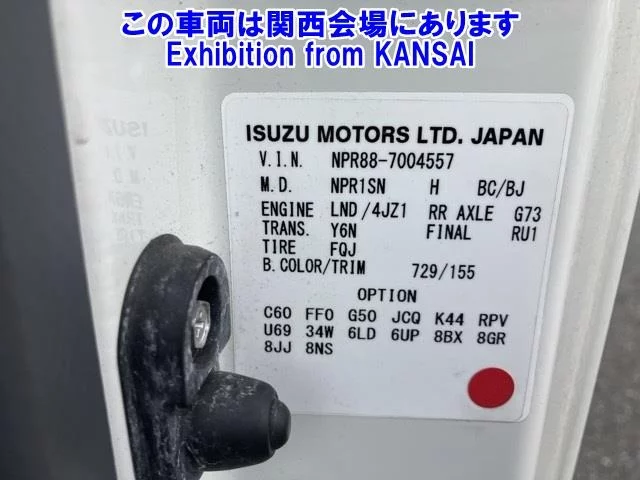 この車両は関西会場にあります
Exhibition from KANSAI
ISUZU MOTORS LTD. JAPAN
V.I.N. NPR88-7004557
M.D. NPR1SN H BC/BJ
ENGINE LND/4JZ1 RR AXLE G73
TRANS. Y6N FINAL RU1
TIRE FQJ
B.COLOR/TRIM 729/155
OPTION
C60 FF0 G50 JCQ K44 RPV
U69 34W 6LD 6UP 8BX 8GR
8JJ 8NS